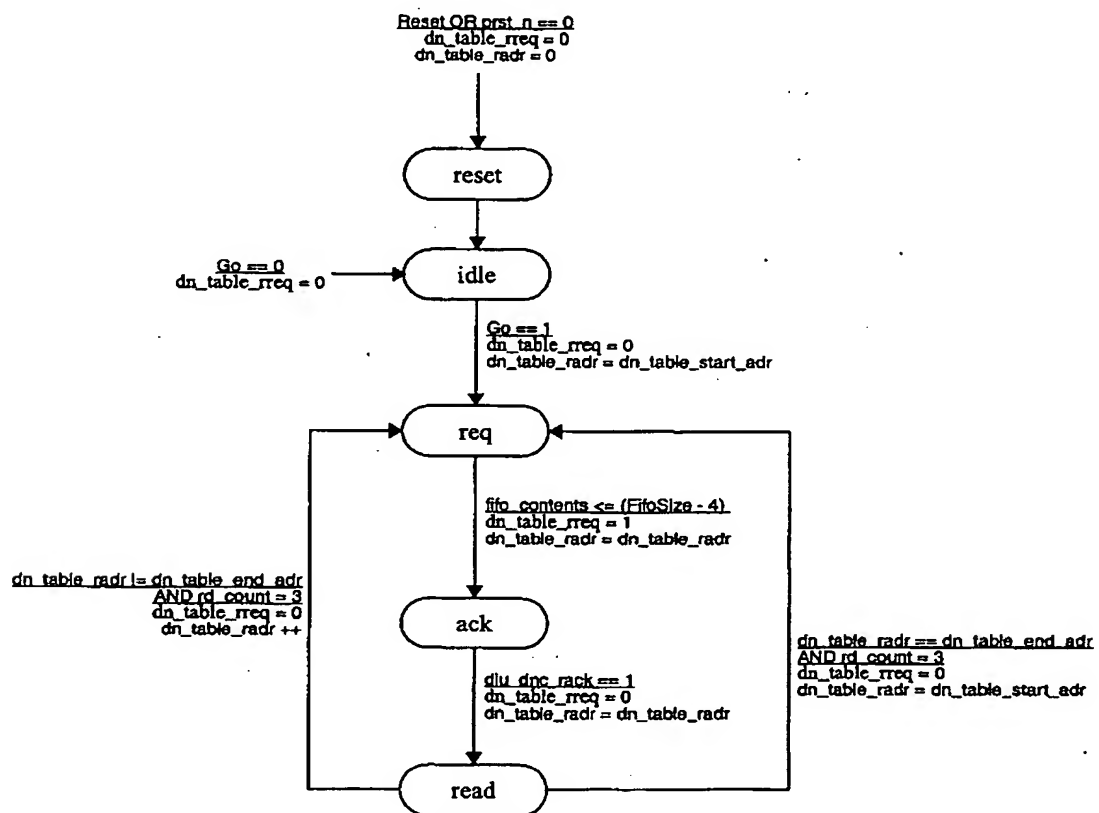 Reset OR prst_n == 0
dn_table_rreq = 0
dn_table_radr = 0
reset
Go == 0
dn_table_rreq = 0
idle
Go == 1
dn_table_rreq = 0
dn_table_radr = dn_table_start_adr
req
fifo_contents <= (FifoSize - 4)
dn_table_rreq = 1
dn_table_radr = dn_table_radr
dn_table_radr != dn_table_end_adr
AND rd_count = 3
dn_table_rreq = 0
dn_table_radr ++
ack
dn_table_radr == dn_table_end_adr
AND rd_count = 3
dn_table_rreq = 0
dn_table_radr = dn_table_start_adr
diu_dnc_rack == 1
dn_table_rreq = 0
dn_table_radr = dn_table_radr
read